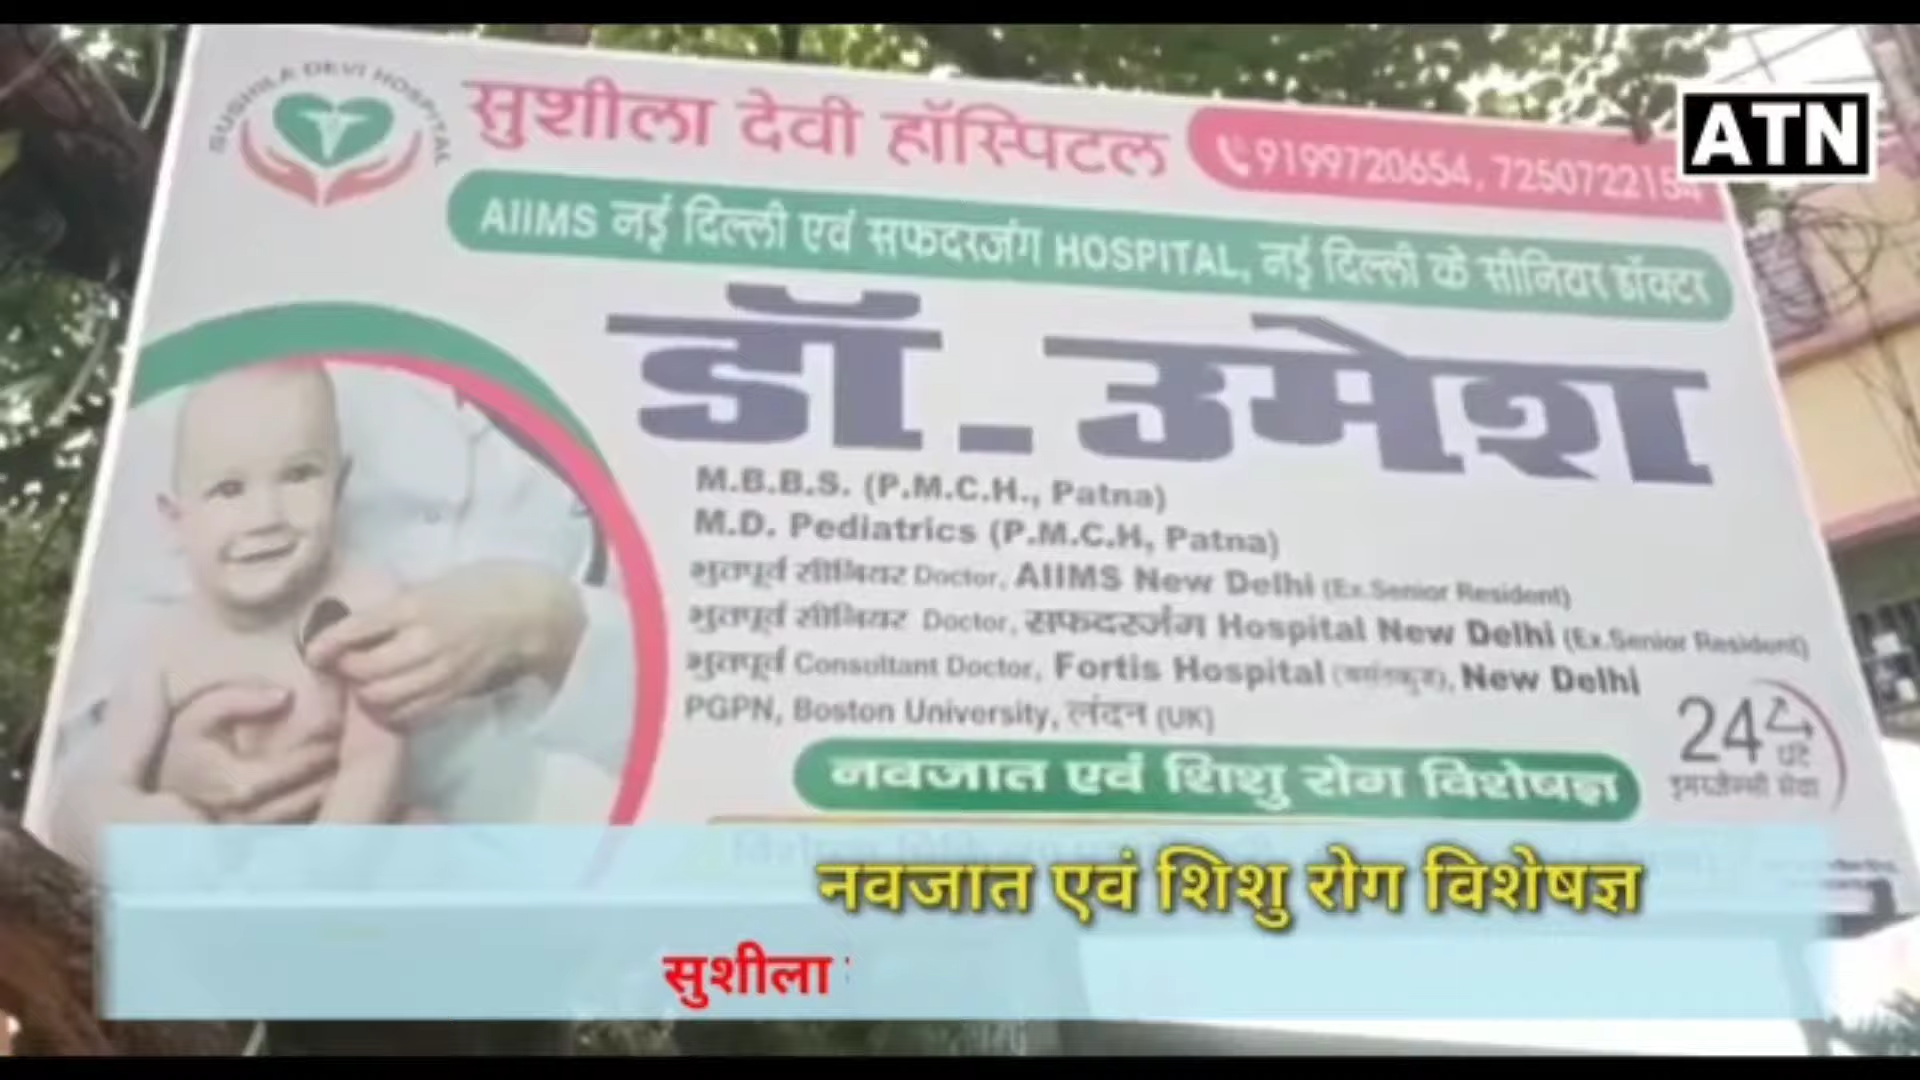 SUSHILA DEVI HOSPITAL
सुशीला देवी हॉस्पिटल
9199720654, 7250722154
ATN
AIIMS नई दिल्ली एवं सफदरजंग HOSPITAL, नई दिल्ली के सीनियर डॉक्टर
डॉ. उमेश
M.B.B.S. (P.M.C.H., Patna)
M.D. Pediatrics (P.M.C.H, Patna)
भुतपूर्व सीनियर Doctor, AIIMS New Delhi (Ex.Senior Resident)
भुतपूर्व सीनियर Doctor, सफदरजंग Hospital New Delhi (Ex.Senior Resident)
भुतपूर्व Consultant Doctor, Fortis Hospital New Delhi
PGPN, Boston University, लंदन (UK)
24 घंटे
इमरजेन्सी सेवा
नवजात एवं शिशु रोग विशेषज्ञ
नवजात एवं शिशु रोग विशेषज्ञ
सुशीला